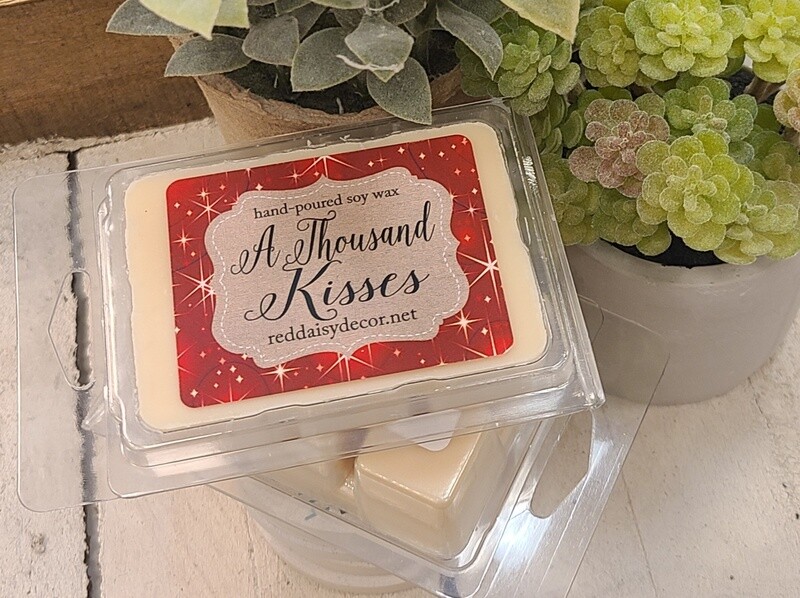 hand-poured soy wax
A Thousand
Kisses
reddaisydecor.net